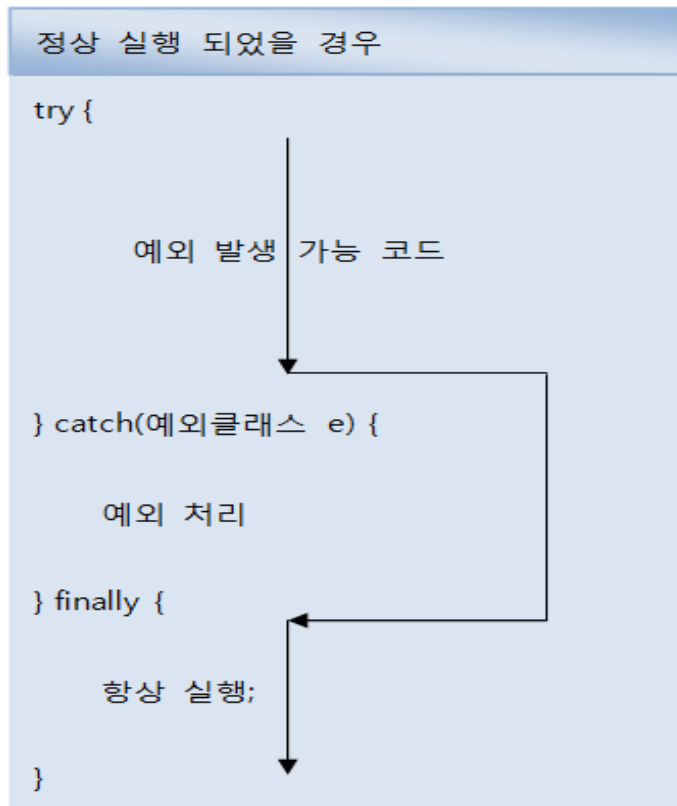 정상 실행 되었을 경우
try {
예외 발생 가능 코드
} catch(예외클래스 e) {
예외 처리
} finally {
항상 실행;
}